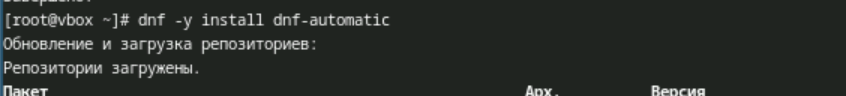 [root@vbox ~]# dnf -y install dnf-automatic
Обновление и загрузка репозиториев:
Репозитории загружены.
Пакет Арх. Версия